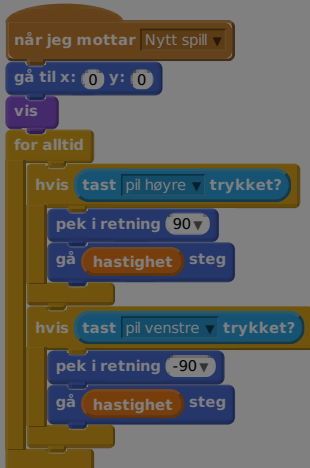 når jeg mottar Nytt spill
gå til x: 0 y: 0
vis
for alltid
hvis tast pil høyre trykket?
pek i retning 90
gå hastighet steg
hvis tast pil venstre trykket?
pek i retning -90
gå hastighet steg